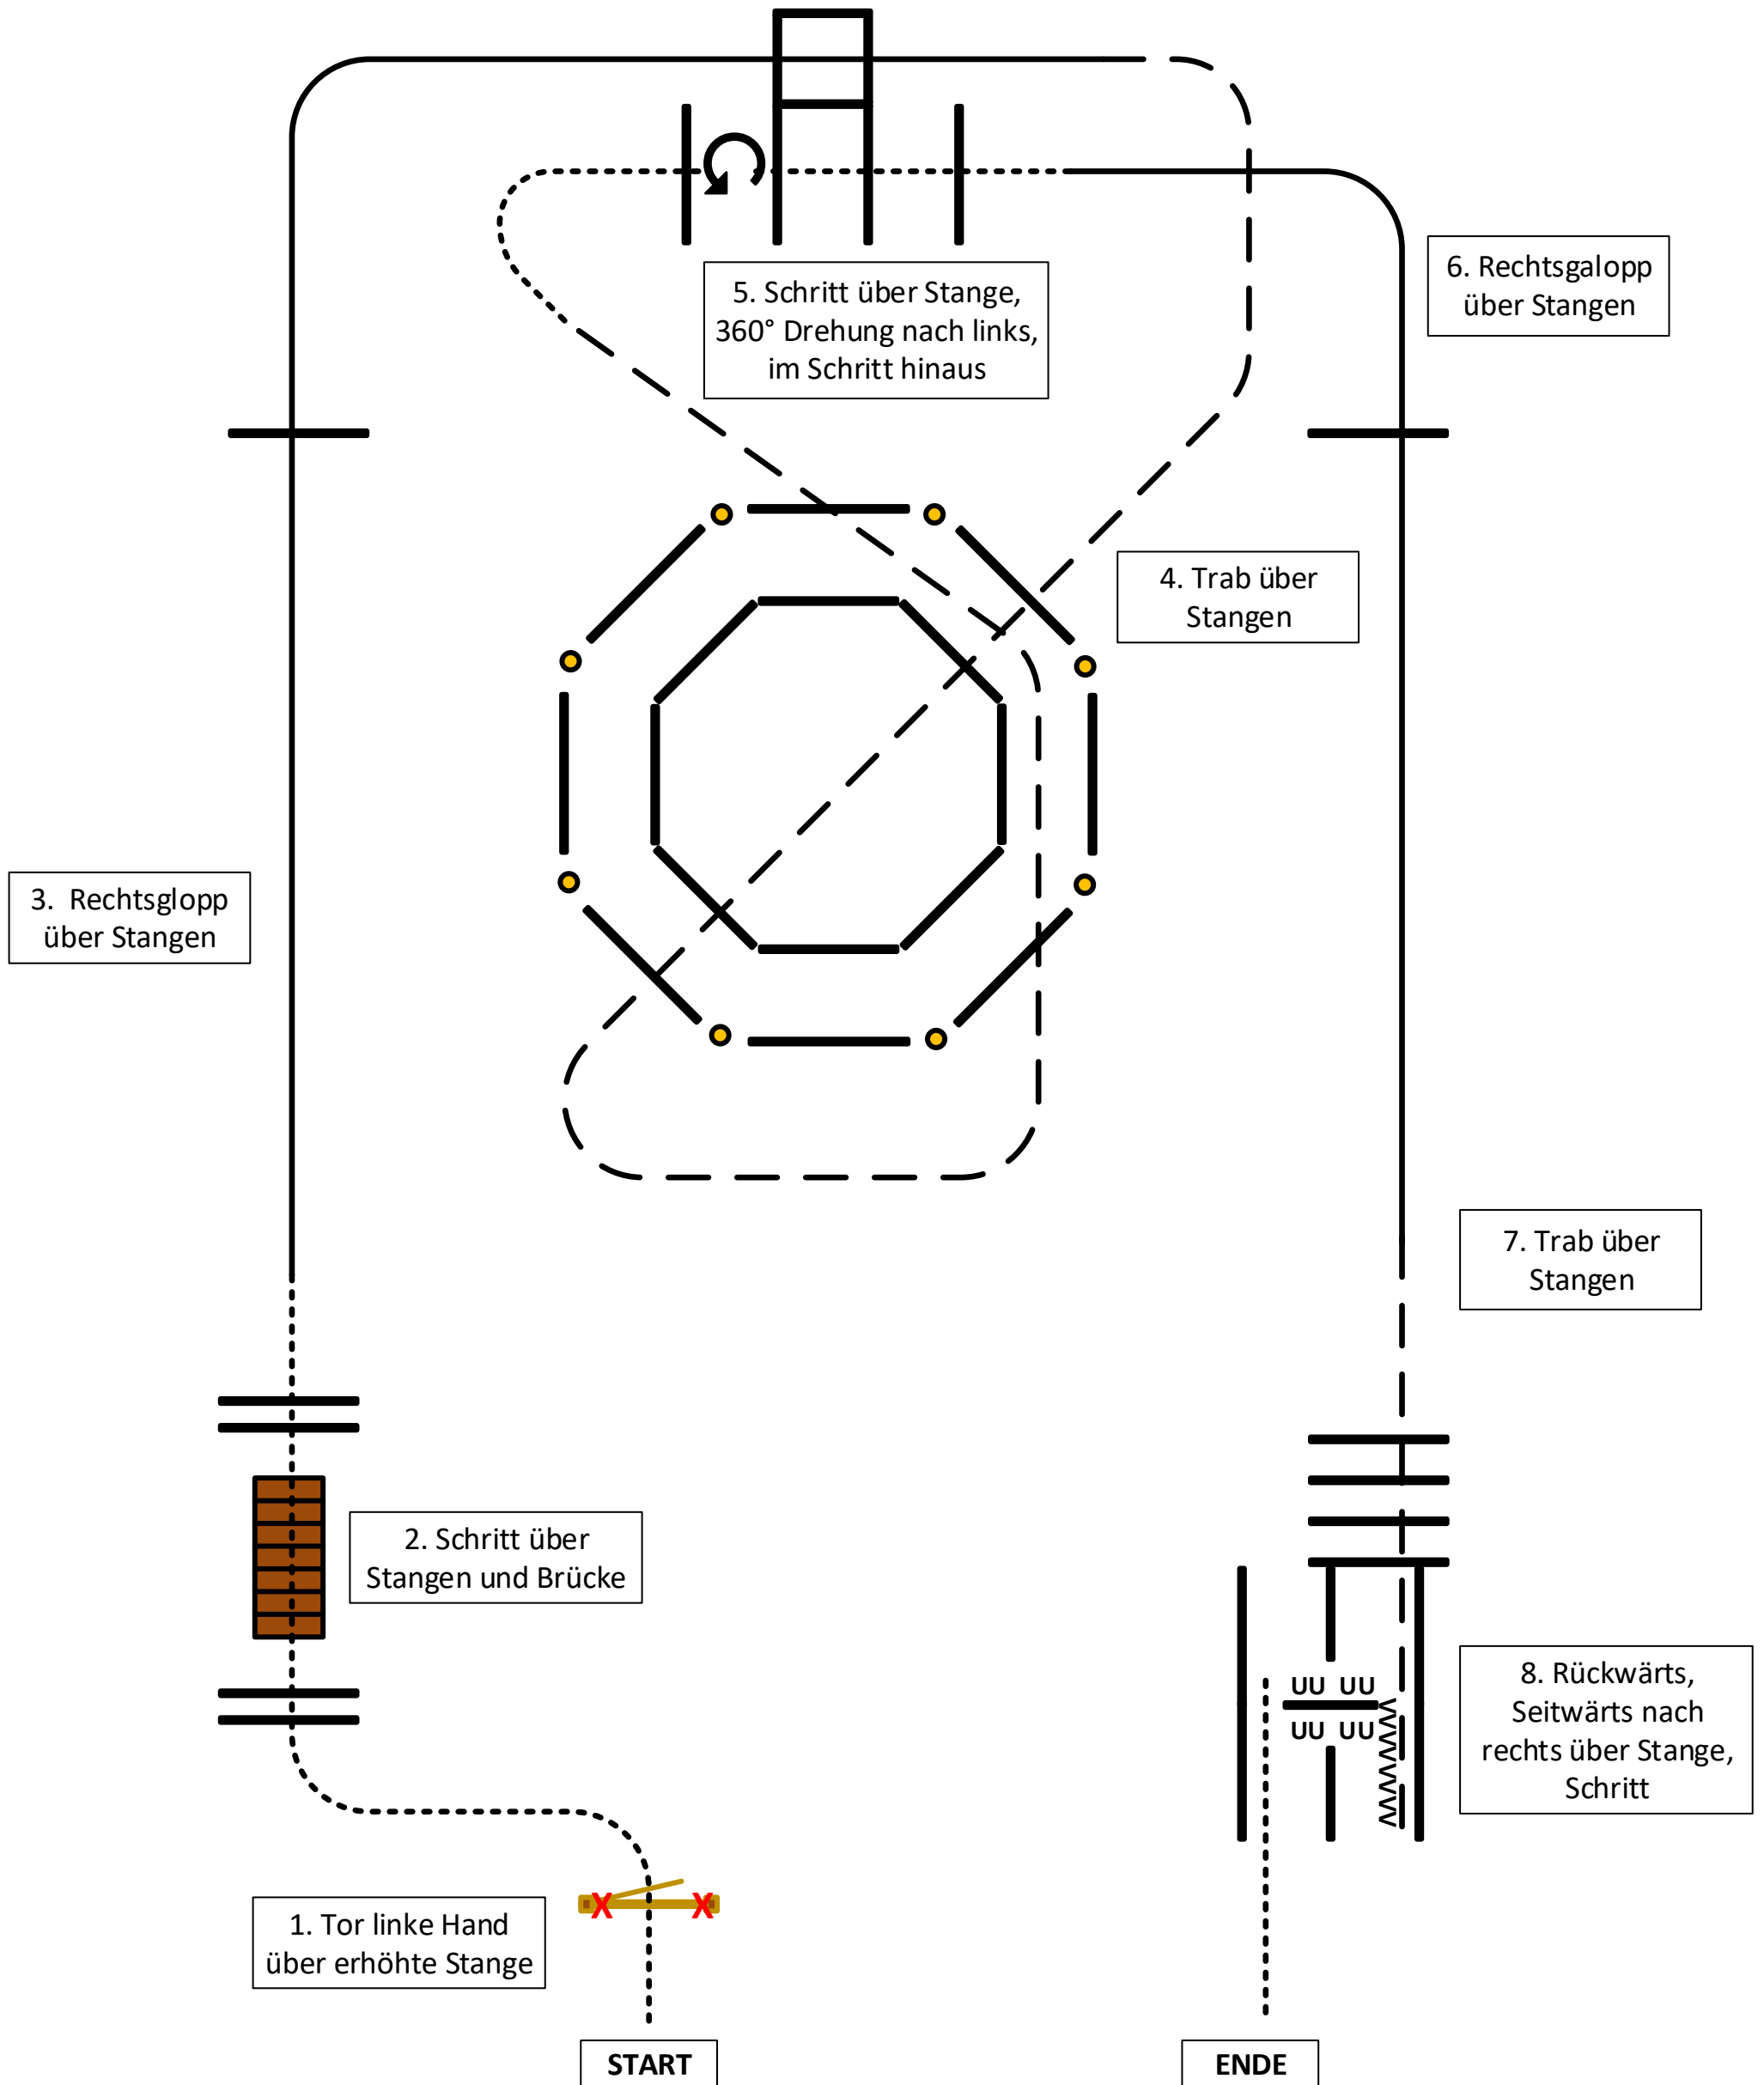 5. Schritt über Stange,
360° Drehung nach links,
im Schritt hinaus
6. Rechtsgalopp
über Stangen
4. Trab über
Stangen
3. Rechtsglopp
über Stangen
7. Trab über
Stangen
2. Schritt über
Stangen und Brücke
UU UU
UU UU
<<<<<<<<
8. Rückwärts,
Seitwärts nach
rechts über Stange,
Schritt
X X
1. Tor linke Hand
über erhöhte Stange
START
ENDE